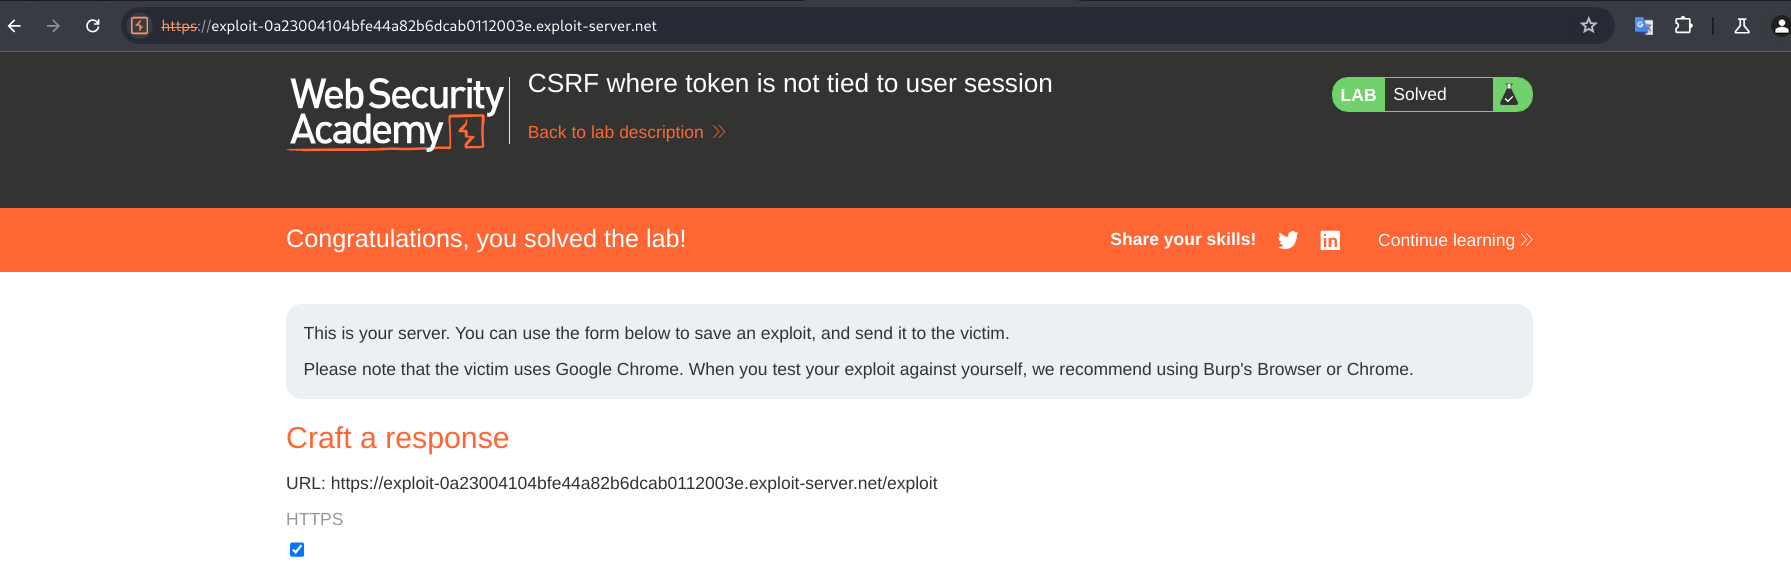 https://exploit-0a23004104bfe44a82b6dcab0112003e.exploit-server.net
Web Security
Academy
CSRF where token is not tied to user session
Back to lab description
LAB Solved
Congratulations, you solved the lab!
Share your skills!
Continue learning
This is your server. You can use the form below to save an exploit, and send it to the victim.
Please note that the victim uses Google Chrome. When you test your exploit against yourself, we recommend using Burp's Browser or Chrome.
Craft a response
URL: https://exploit-0a23004104bfe44a82b6dcab0112003e.exploit-server.net/exploit
HTTPS